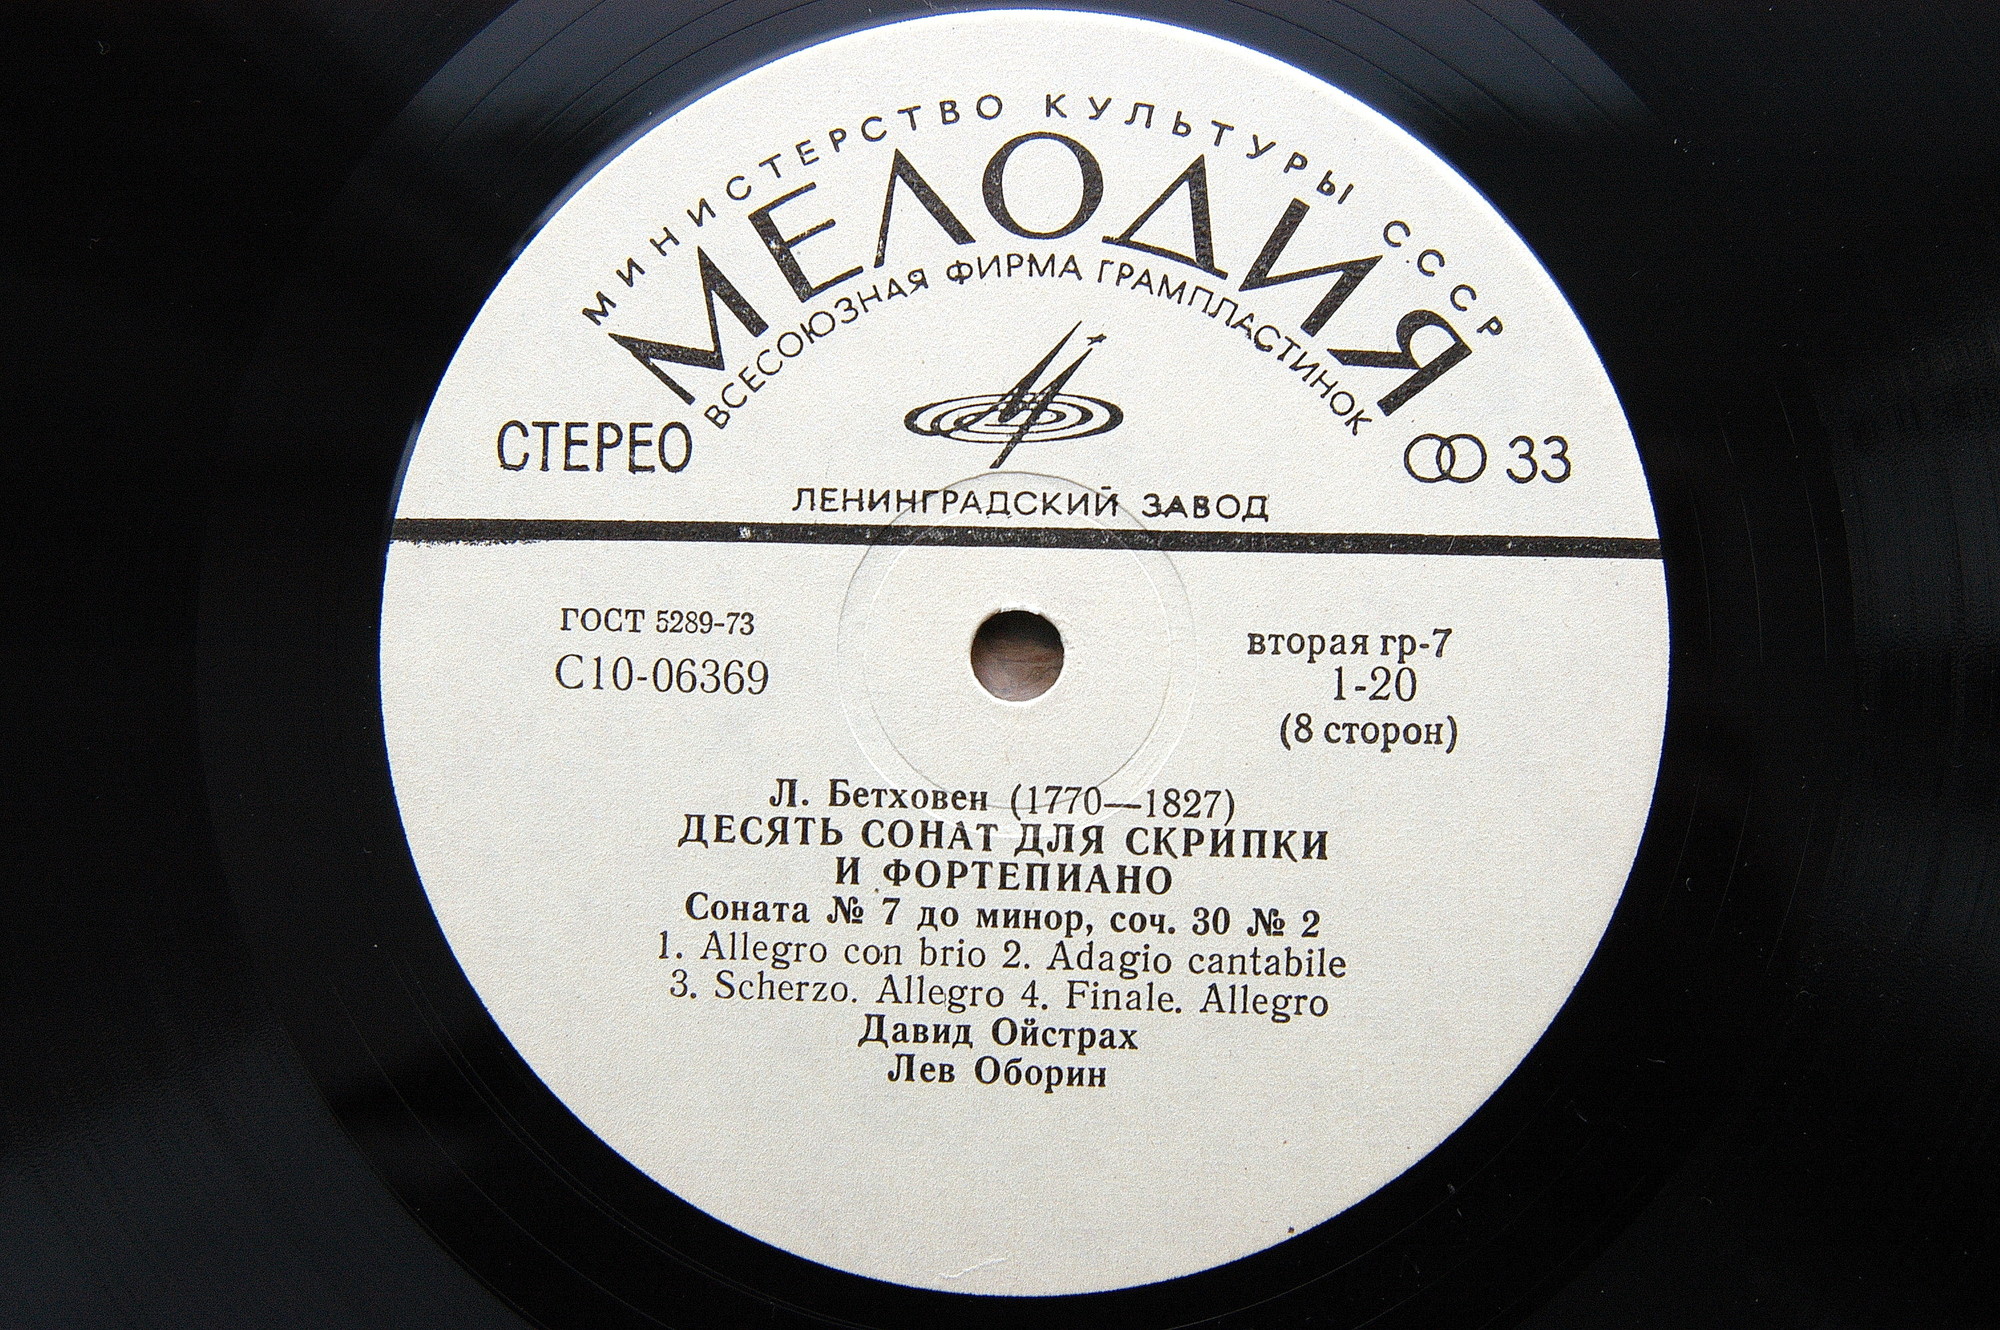 МИНИСТЕРСТВО КУЛЬТУРЫ СССР
МЕЛОДИЯ
ВСЕСОЮЗНАЯ ФИРМА ГРАМПЛАСТИНОК
СТЕРЕО
33
ЛЕНИНГРАДСКИЙ ЗАВОД
ГОСТ 5289-73
С10-06369
вторая гр-7
1-20
(8 сторон)
Л. Бетховен (1770—1827)
ДЕСЯТЬ СОНАТ ДЛЯ СКРИПКИ
И ФОРТЕПИАНО
Соната № 7 до минор, соч. 30 № 2
1. Allegro con brio 2. Adagio cantabile
3. Scherzo. Allegro 4. Finale. Allegro
Давид Ойстрах
Лев Оборин